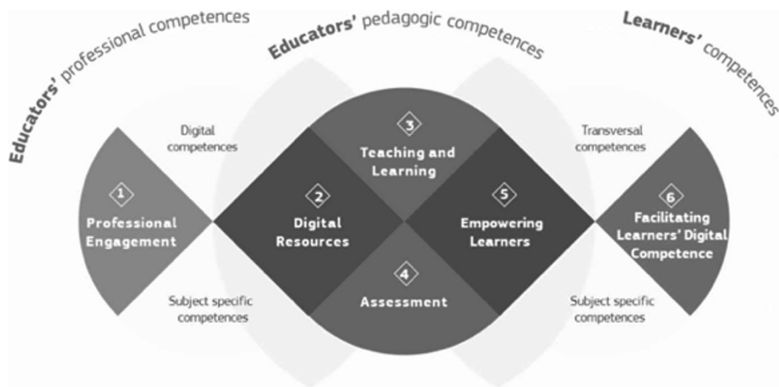 Educators' professional competences
Educators' pedagogic competences
Learners' competences
Digital
competences
3
Teaching and
Learning
Transversal
competences
1
Professional
Engagement
2
Digital
Resources
5
Empowering
Learners
6
Facilitating
Learners' Digital
Competence
4
Assessment
Subject specific
competences
Subject specific
competences